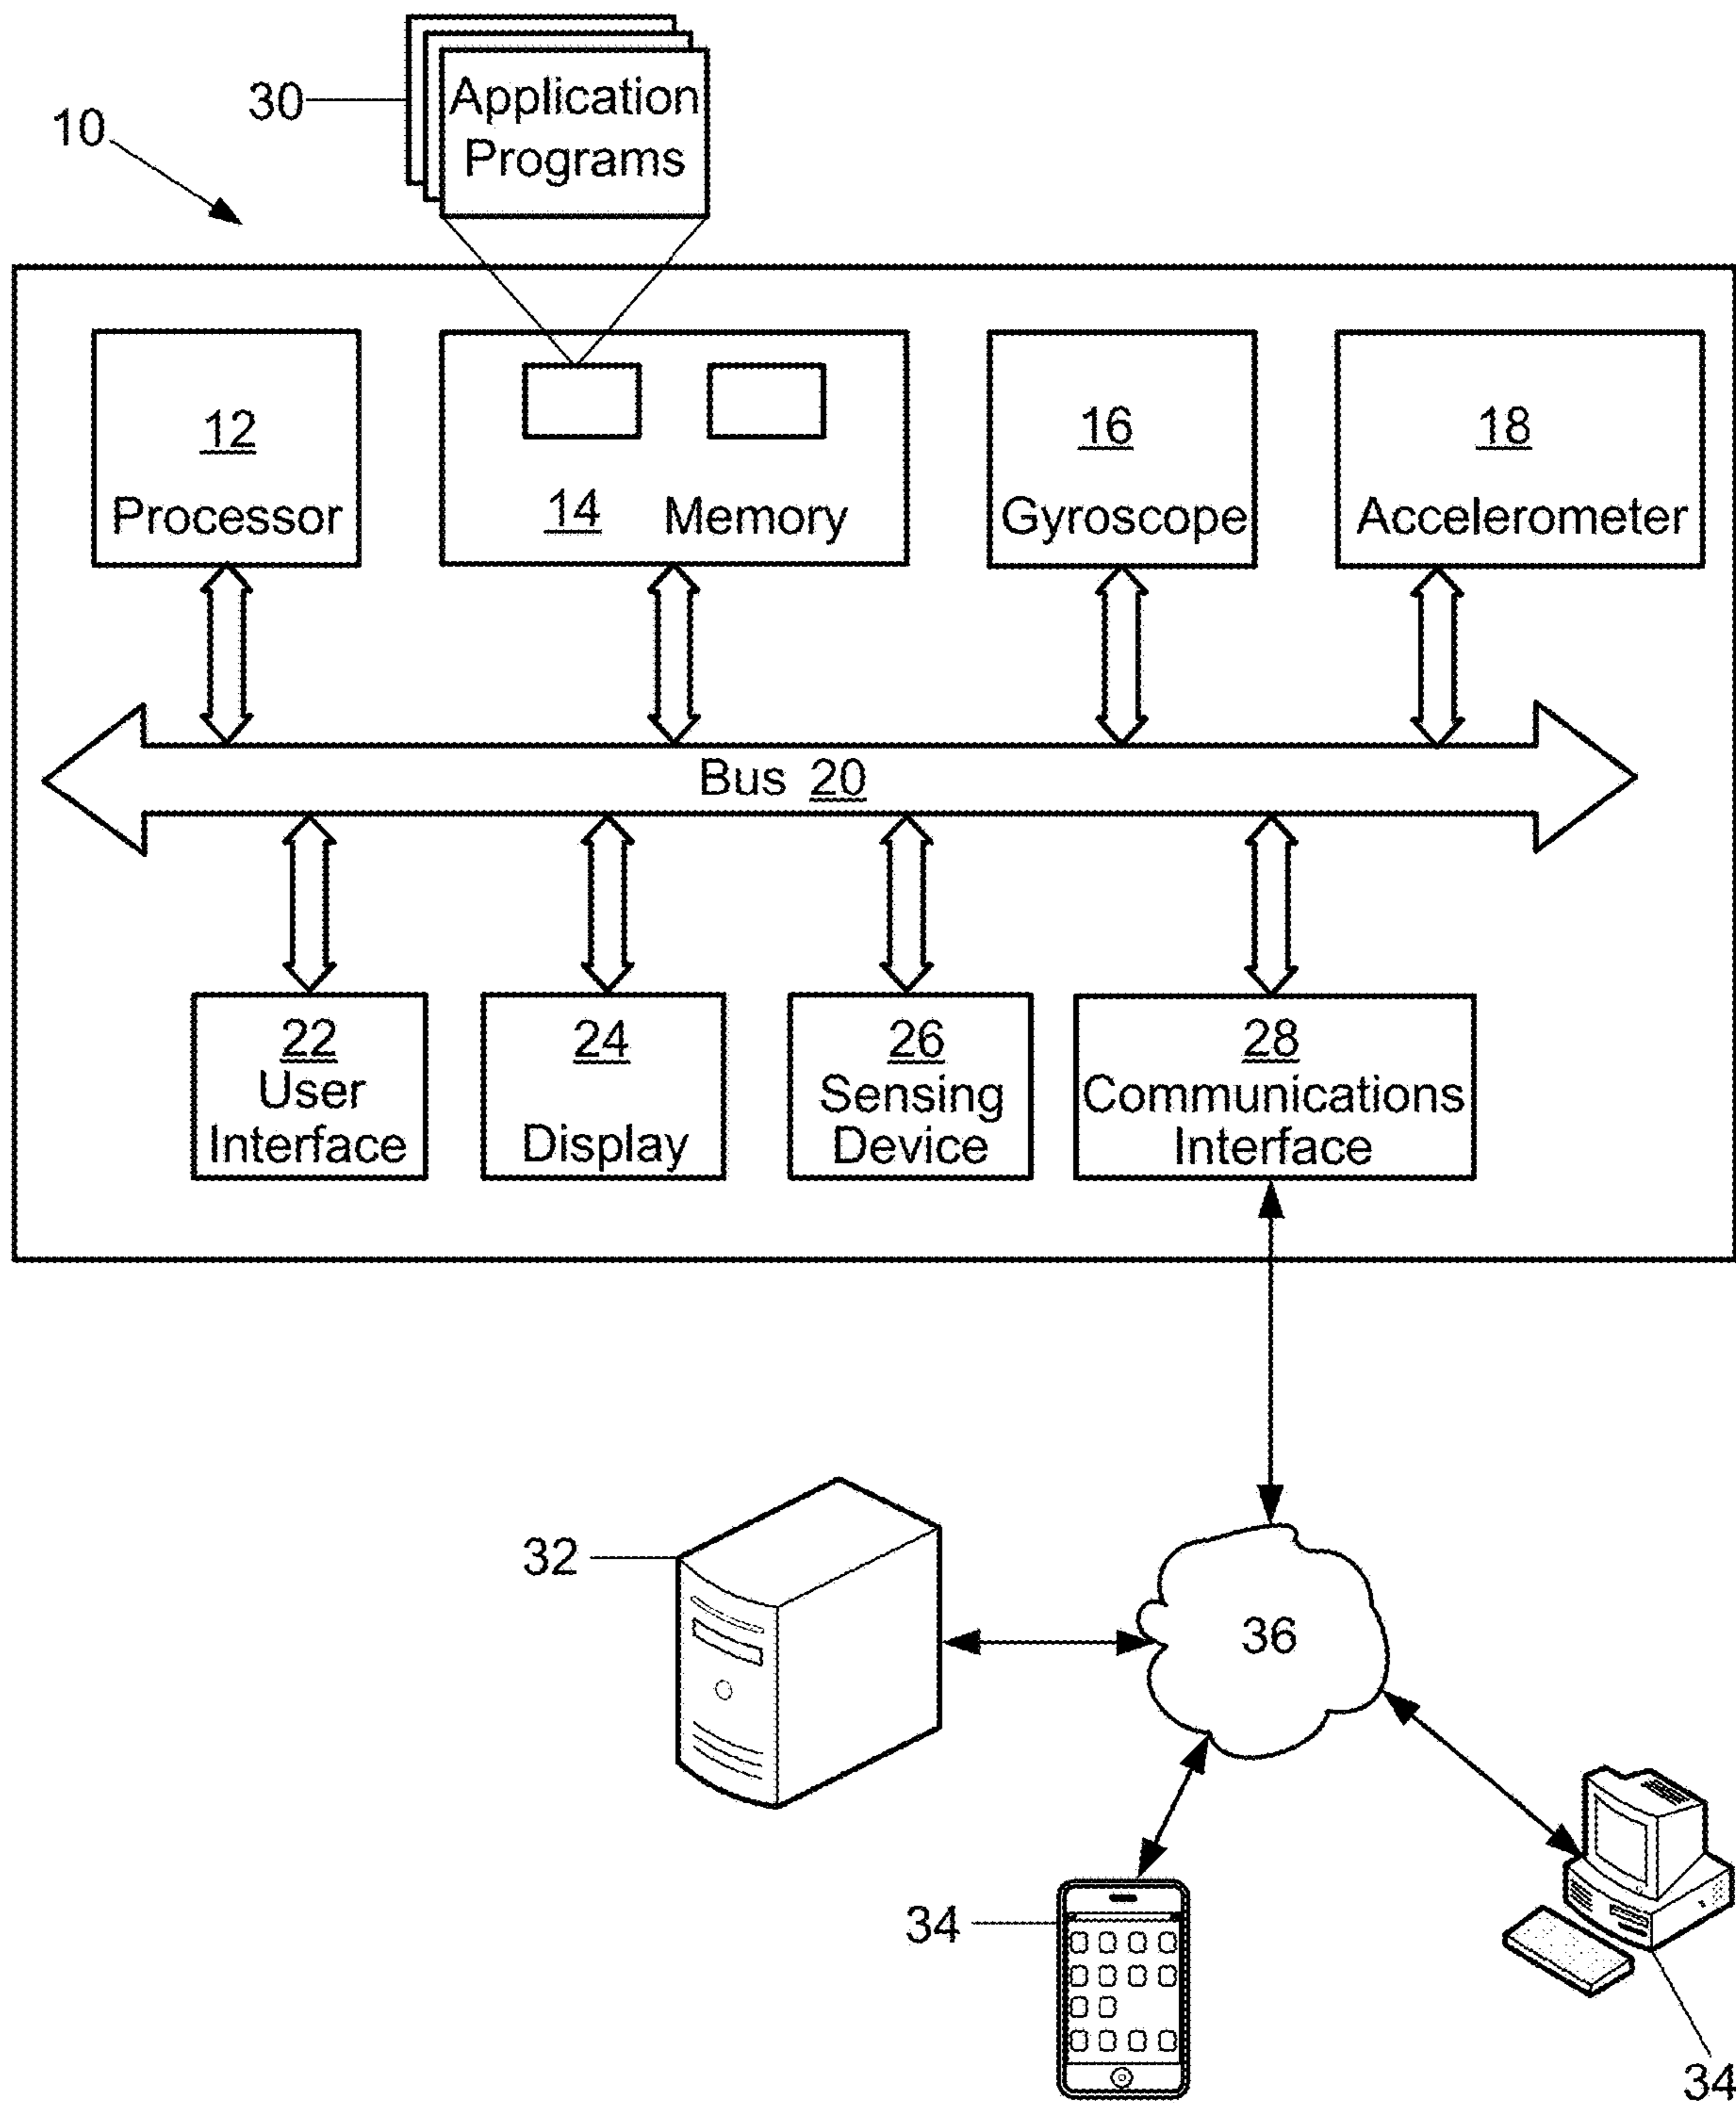 30
Application
Programs
10
12
Processor
14 Memory
16
Gyroscope
18
Accelerometer
Bus 20
22
User
Interface
24
Display
26
Sensing
Device
28
Communications
Interface
32
36
34
34